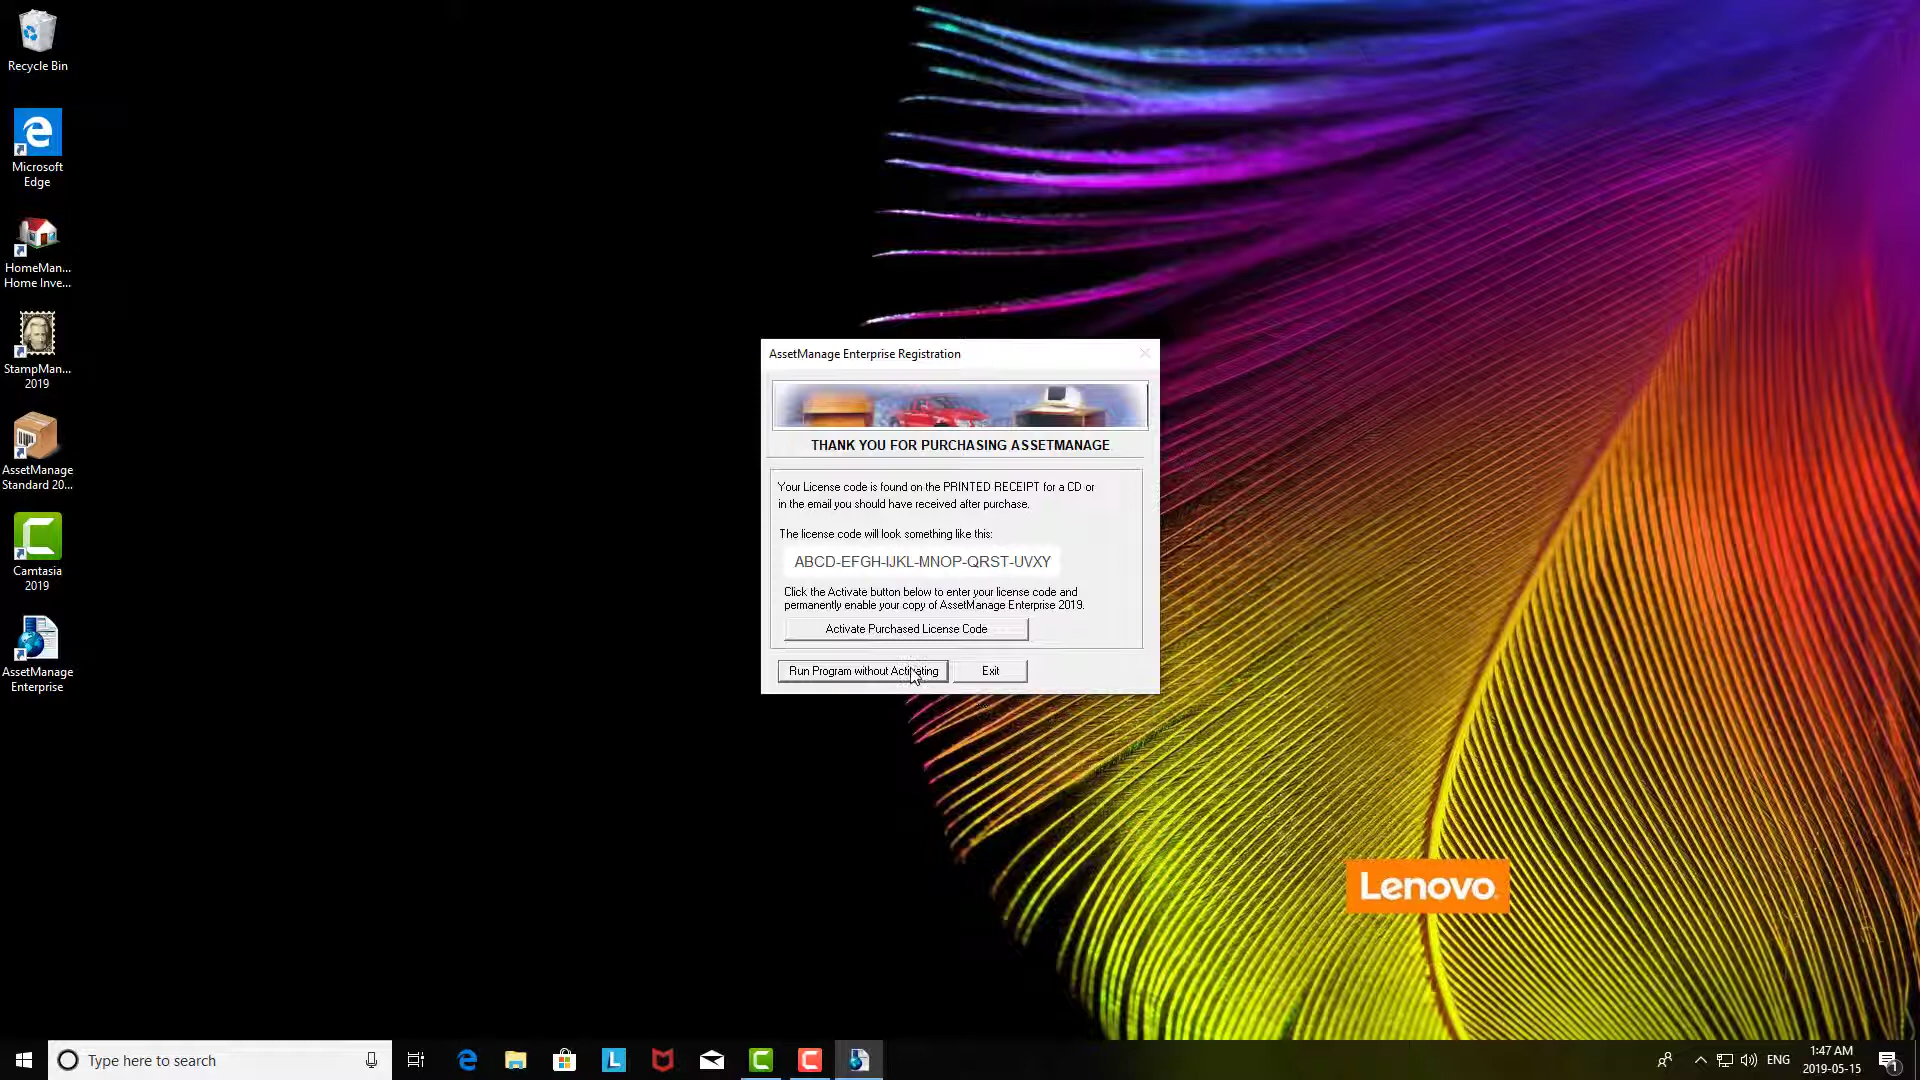 Recycle Bin
Microsoft
Edge
HomeMan...
Home Inve...
StampMan...
2019
AssetManage
Standard 20...
Camtasia
2019
AssetManage
Enterprise
AssetManage Enterprise Registration
THANK YOU FOR PURCHASING ASSETMANAGE
Your License code is found on the PRINTED RECEIPT for a CD or
in the email you should have received after purchase.
The license code will look something like this:
ABCD-EFGH-IJKL-MNOP-QRST-UVXY
Click the Activate button below to enter your license code and
permanently enable your copy of AssetManage Enterprise 2019.
Activate Purchased License Code
Run Program without Activating
Exit
Lenovo
Type here to search
ENG
1:47 AM
2019-05-15
1